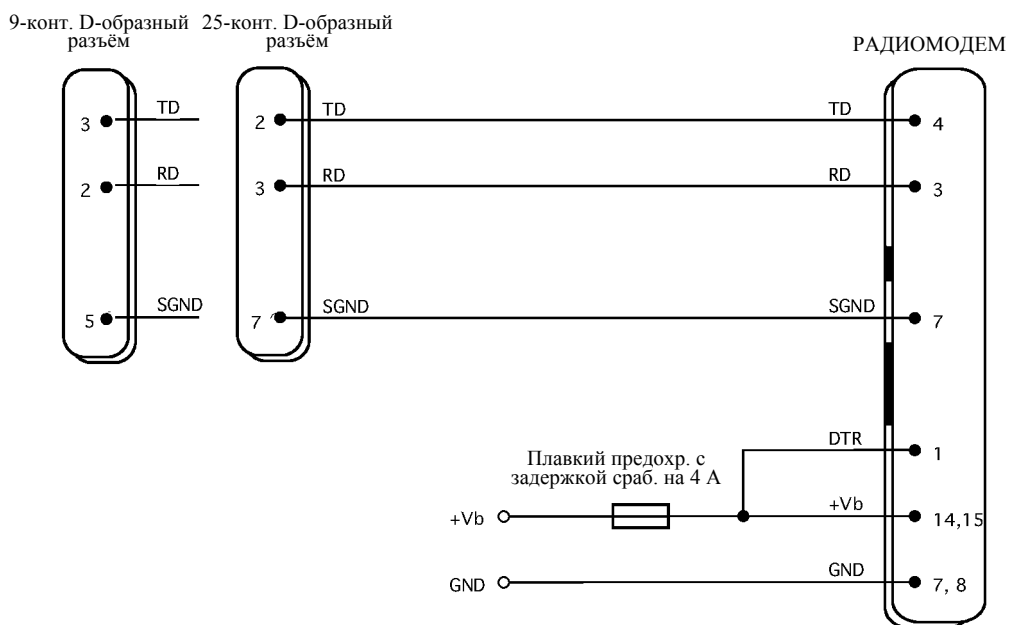 9-конт. D-образный
разъём
25-конт. D-образный
разъём
РАДИОМОДЕМ
3 TD
2 TD
TD 4
2 RD
3 RD
RD 3
5 SGND
7 SGND
SGND 7
DTR 1
Плавкий предохр. с
задержкой сраб. на 4 А
+Vb
+Vb 14,15
GND
GND 7, 8